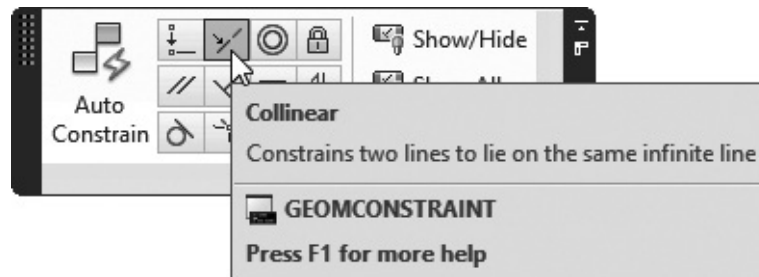 Show/Hide
Auto
Constrain
Collinear
Constrains two lines to lie on the same infinite line
GEOMCONSTRAINT
Press F1 for more help